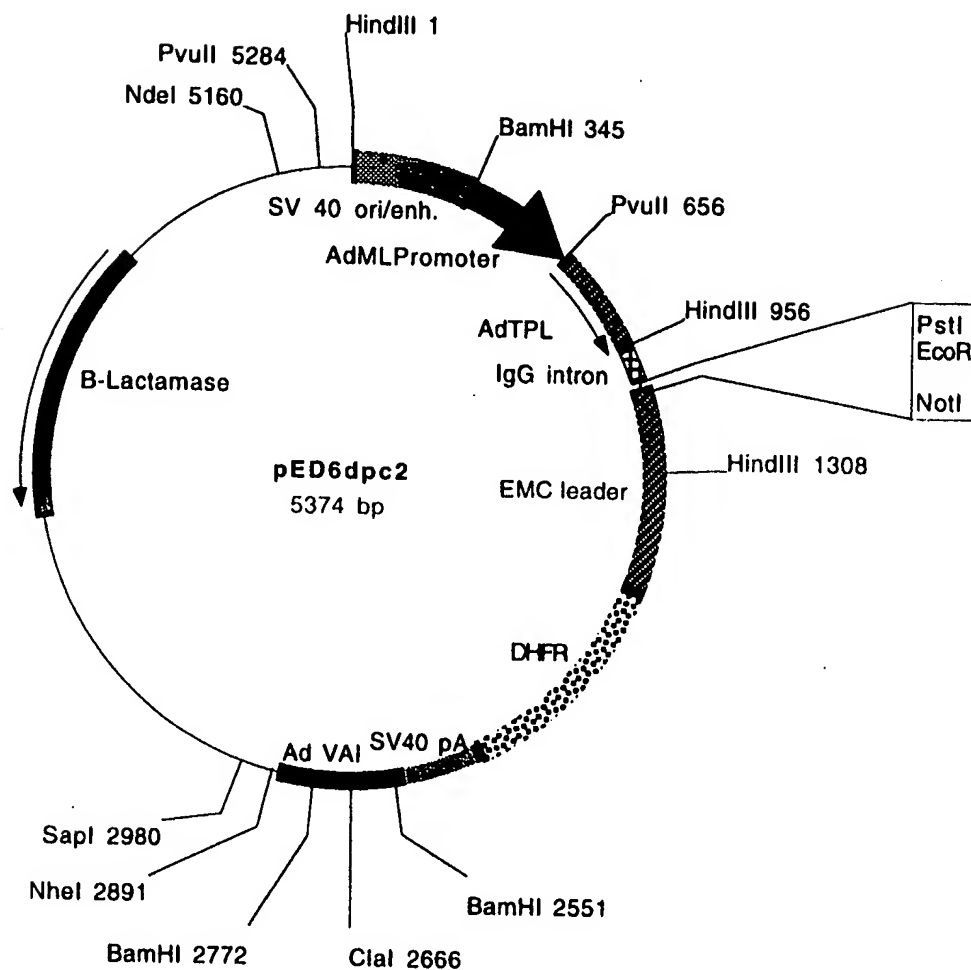 HindIII 1
PvuII 5284
NdeI 5160
BamHI 345
SV 40 ori/enh.
PvuII 656
AdMLPromoter
HindIII 956
AdTPL
PstI
EcoR
IgG intron
NotI
B-Lactamase
HindIII 1308
pED6dpc2
EMC leader
5374 bp
DHFR
SV40 pA
Ad VAI
SapI 2980
NheI 2891
BamHI 2551
BamHI 2772
ClaI 2666